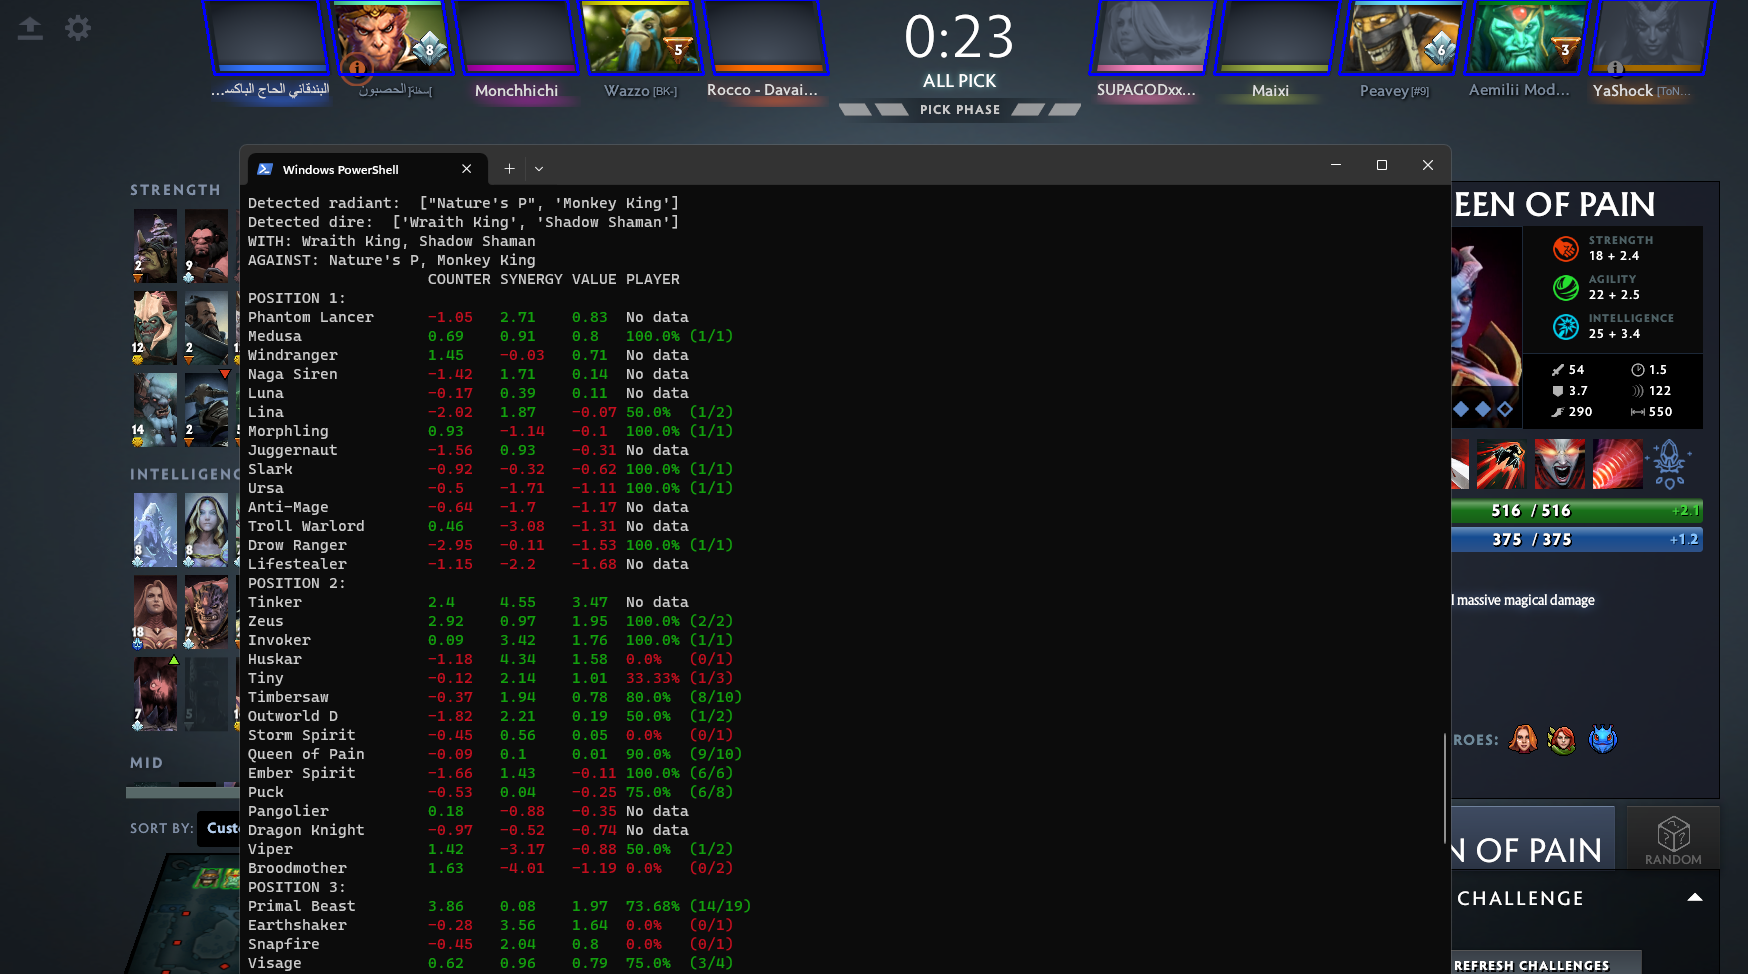 8
5
0:23
ALL PICK
PICK PHASE
6
3
البندقاني الحاج الباكسـ...
Monchhichi
Wazzo [BK-]
Rocco - Davai...
SUPAGODxx...
Maixi
Peavey [#9]
Aemilii Mod...
YaShock [ToN...
Windows PowerShell
STRENGTH
2
9
12
2
14
2
INTELLIGENC
8
8
18
7
7
5
MID
SORT BY: Custo
Detected radiant:  ["Nature's P", 'Monkey King']
Detected dire:  ['Wraith King', 'Shadow Shaman']
WITH: Wraith King, Shadow Shaman
AGAINST: Nature's P, Monkey King
COUNTER SYNERGY VALUE PLAYER
POSITION 1:
Phantom Lancer -1.05 2.71 0.83 No data
Medusa 0.69 0.91 0.8 100.0% (1/1)
Windranger 1.45 -0.03 0.71 No data
Naga Siren -1.42 1.71 0.14 No data
Luna -0.17 0.39 0.11 No data
Lina -2.02 1.87 -0.07 50.0% (1/2)
Morphling 0.93 -1.14 -0.1 100.0% (1/1)
Juggernaut -1.56 0.93 -0.31 No data
Slark -0.92 -0.32 -0.62 100.0% (1/1)
Ursa -0.5 -1.71 -1.11 100.0% (1/1)
Anti-Mage -0.64 -1.7 -1.17 No data
Troll Warlord 0.46 -3.08 -1.31 No data
Drow Ranger -2.95 -0.11 -1.53 100.0% (1/1)
Lifestealer -1.15 -2.2 -1.68 No data
POSITION 2:
Tinker 2.4 4.55 3.47 No data
Zeus 2.92 0.97 1.95 100.0% (2/2)
Invoker 0.09 3.42 1.76 100.0% (1/1)
Huskar -1.18 4.34 1.58 0.0% (0/1)
Tiny -0.12 2.14 1.01 33.33% (1/3)
Timbersaw -0.37 1.94 0.78 80.0% (8/10)
Outworld D -1.82 2.21 0.19 50.0% (1/2)
Storm Spirit -0.45 0.56 0.05 0.0% (0/1)
Queen of Pain -0.09 0.1 0.01 90.0% (9/10)
Ember Spirit -1.66 1.43 -0.11 100.0% (6/6)
Puck -0.53 0.04 -0.25 75.0% (6/8)
Pangolier 0.18 -0.88 -0.35 No data
Dragon Knight -0.97 -0.52 -0.74 No data
Viper 1.42 -3.17 -0.88 50.0% (1/2)
Broodmother 1.63 -4.01 -1.19 0.0% (0/2)
POSITION 3:
Primal Beast 3.86 0.08 1.97 73.68% (14/19)
Earthshaker -0.28 3.56 1.64 0.0% (0/1)
Snapfire -0.45 2.04 0.8 0.0% (0/1)
Visage 0.62 0.96 0.79 75.0% (3/4)
EEN OF PAIN
STRENGTH
18 + 2.4
AGILITY
22 + 2.5
INTELLIGENCE
25 + 3.4
54 1.5
3.7 122
290 550
516 / 516 +2.1
375 / 375 +1.2
l massive magical damage
ROES:
N OF PAIN
RANDOM
CHALLENGE
REFRESH CHALLENGES